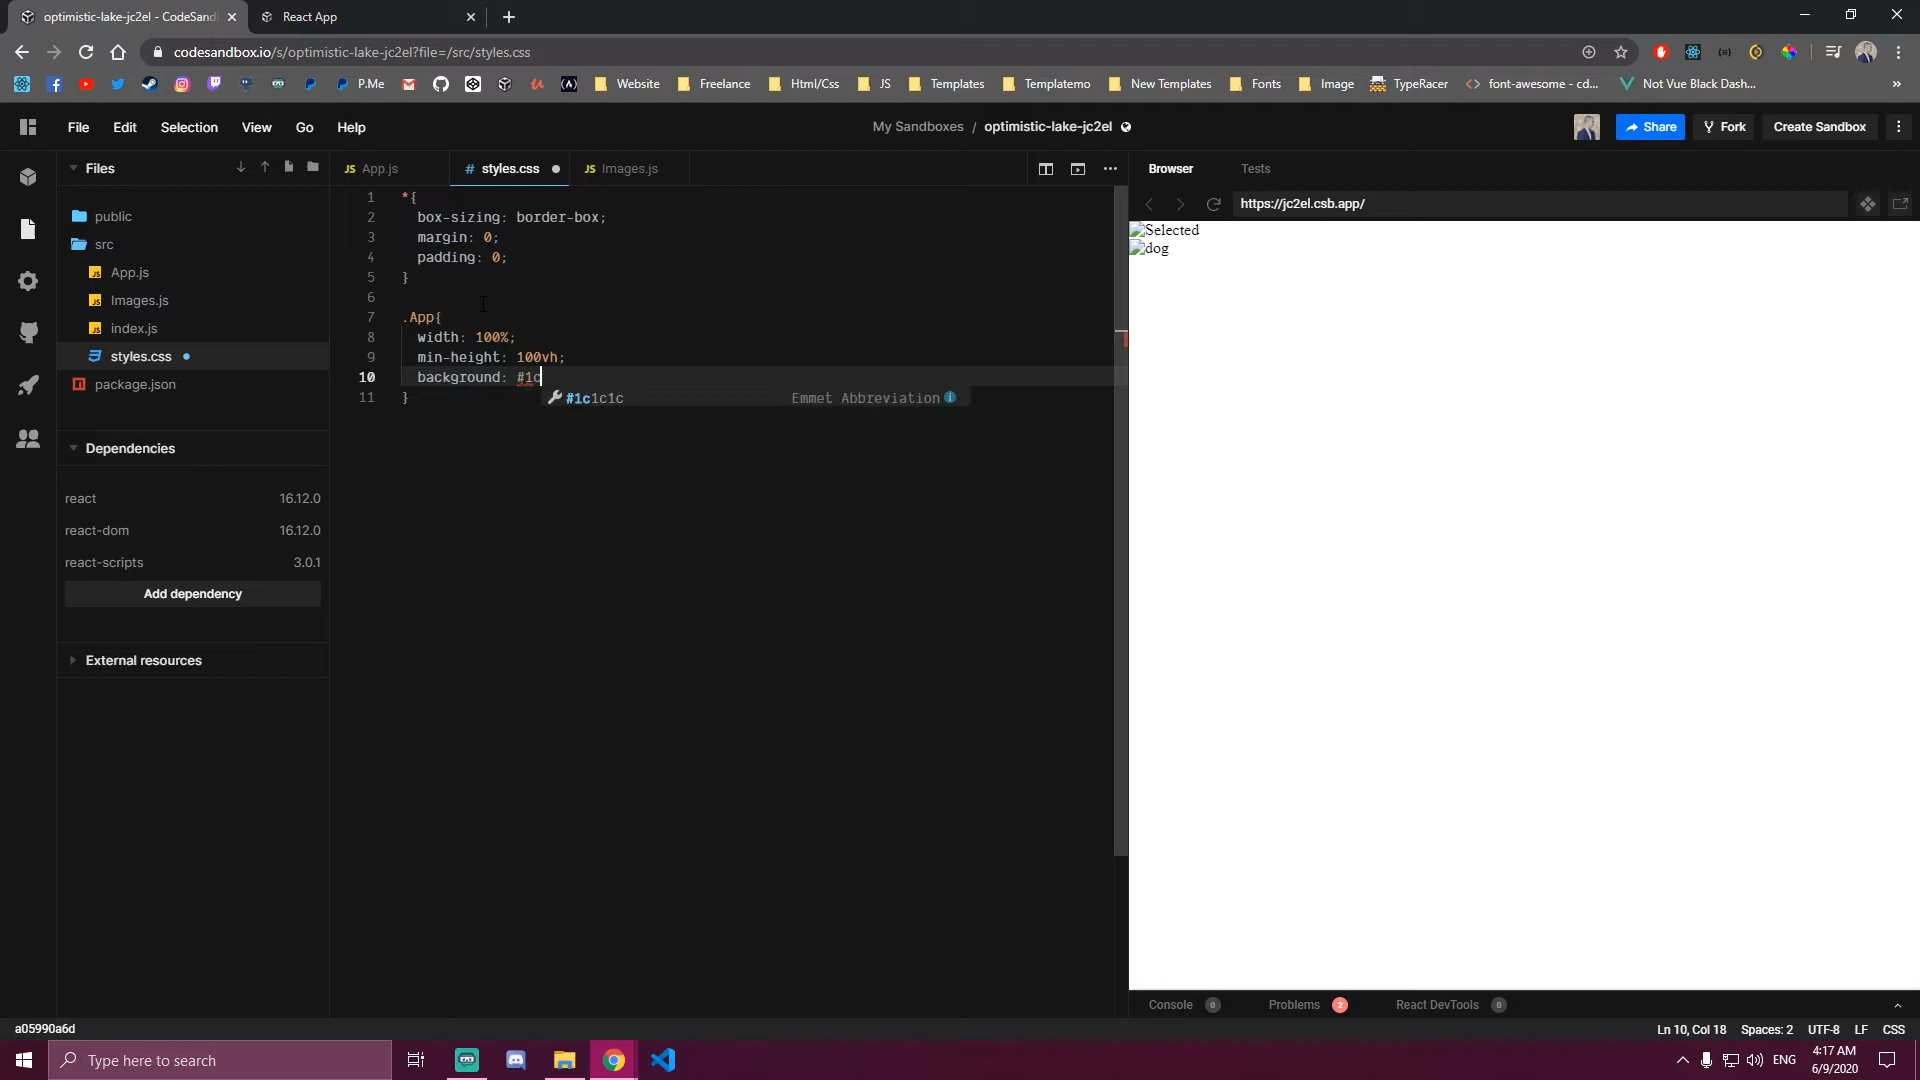 optimistic-lake-jc2el - CodeSand
React App
codesandbox.io/s/optimistic-lake-jc2el?file=/src/styles.css
P.Me
Website
Freelance
Html/Css
JS
Templates
Templatemo
New Templates
Fonts
Image
TypeRacer
font-awesome - cd...
Not Vue Black Dash...
»
File
Edit
Selection
View
Go
Help
My Sandboxes / optimistic-lake-jc2el
Share
Fork
Create Sandbox
Files
JS App.js
# styles.css
JS Images.js
Browser
Tests
https://jc2el.csb.app/
public
src
App.js
Images.js
index.js
styles.css
package.json
Dependencies
react 16.12.0
react-dom 16.12.0
react-scripts 3.0.1
Add dependency
External resources
1 *{
2 box-sizing: border-box;
3 margin: 0;
4 padding: 0;
5 }
6
7 .App{
8 width: 100%;
9 min-height: 100vh;
10 background: #1c
11 }
#1c1c1c Emmet Abbreviation
Selected
dog
Console 0
Problems 2
React DevTools 0
a05990a6d
Ln 10, Col 18
Spaces: 2
UTF-8
LF
CSS
Type here to search
ENG
4:17 AM
6/9/2020